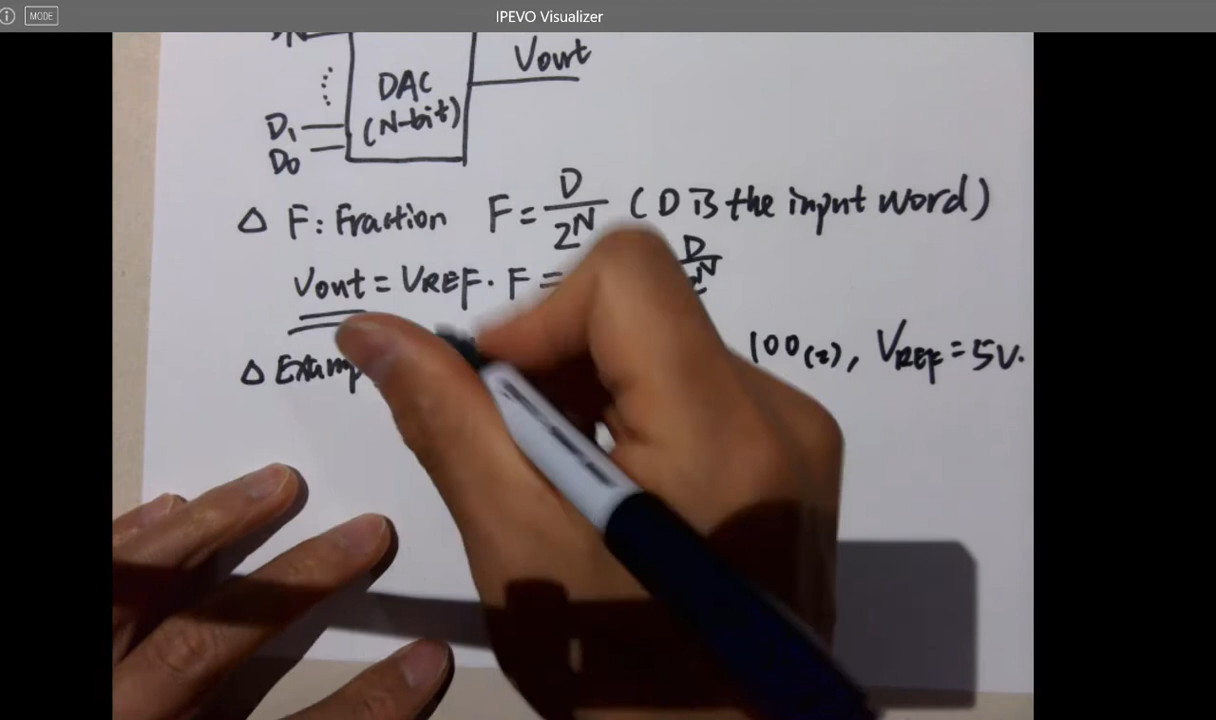 MODE
IPEVO Visualizer
Vout
DAC
(N-bit)
D₁
D₀
Δ F: Fraction F = D/2^N (D is the input word)
Vout = VREF · F = D/2^N
Δ Examp 100(2), VREF = 5V.